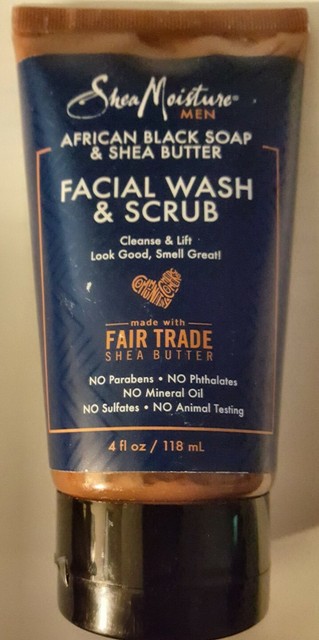 SheaMoisture®
MEN
AFRICAN BLACK SOAP
& SHEA BUTTER
FACIAL WASH
& SCRUB
Cleanse & Lift
Look Good, Smell Great!
COMMUNITY COMMERCE
made with
FAIR TRADE
SHEA BUTTER
NO Parabens • NO Phthalates
NO Mineral Oil
NO Sulfates • NO Animal Testing
4 fl oz / 118 mL